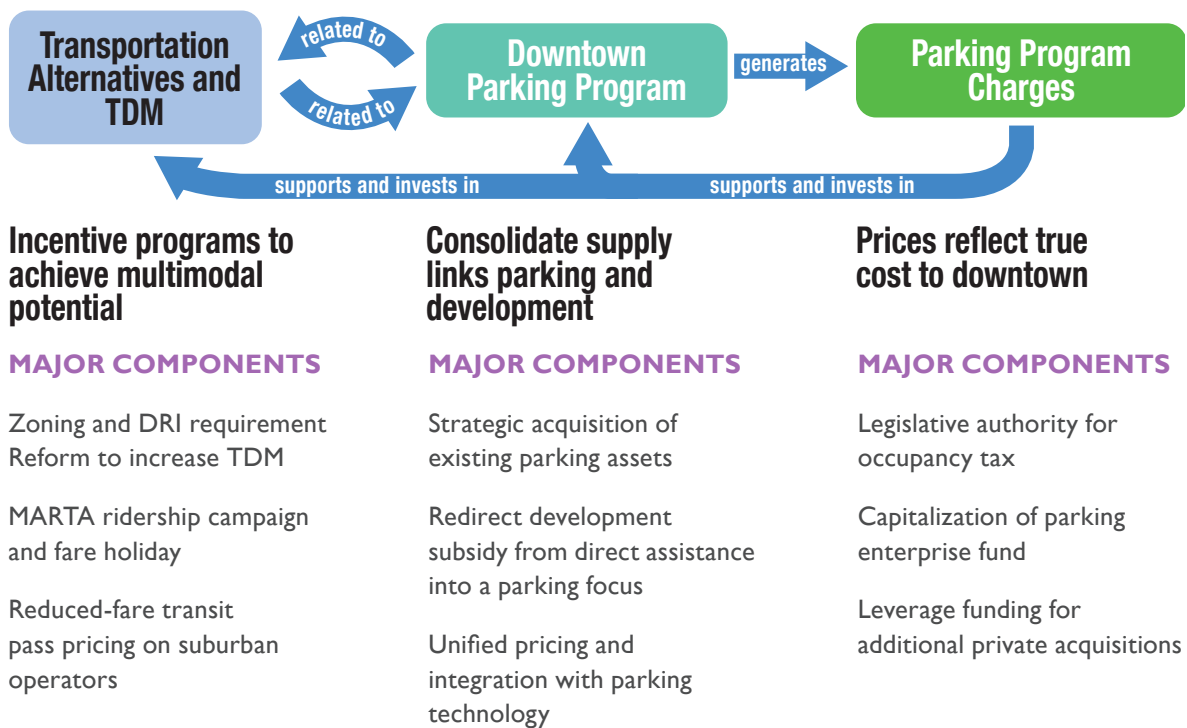 Transportation
Alternatives and
TDM
related to
related to
Downtown
Parking Program
generates
Parking Program
Charges
supports and invests in
supports and invests in
Incentive programs to
achieve multimodal
potential
MAJOR COMPONENTS
Zoning and DRI requirement
Reform to increase TDM
MARTA ridership campaign
and fare holiday
Reduced-fare transit
pass pricing on suburban
operators
Consolidate supply
links parking and
development
MAJOR COMPONENTS
Strategic acquisition of
existing parking assets
Redirect development
subsidy from direct assistance
into a parking focus
Unified pricing and
integration with parking
technology
Prices reflect true
cost to downtown
MAJOR COMPONENTS
Legislative authority for
occupancy tax
Capitalization of parking
enterprise fund
Leverage funding for
additional private acquisitions